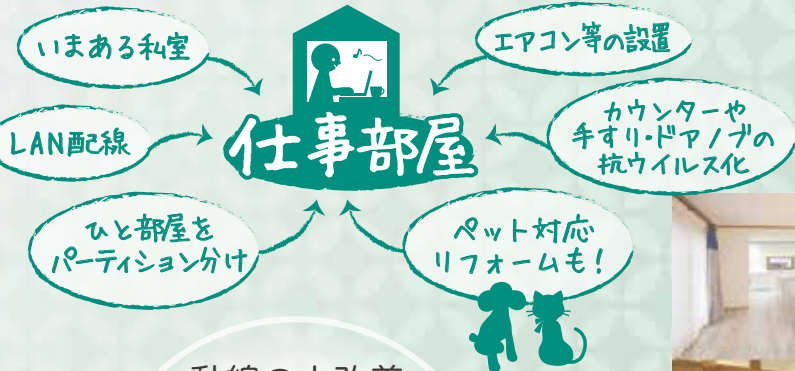 いまある私室
エアコン等の設置
LAN配線
仕事部屋
カウンターや
手すり・ドアノブの
抗ウイルス化
ひと部屋を
パーティション分け
ペット対応
リフォームも!